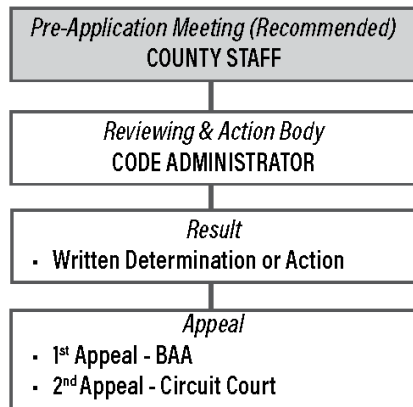 Pre-Application Meeting (Recommended)
COUNTY STAFF
Reviewing & Action Body
CODE ADMINISTRATOR
Result
▪ Written Determination or Action
Appeal
▪ 1st Appeal - BAA
▪ 2nd Appeal - Circuit Court